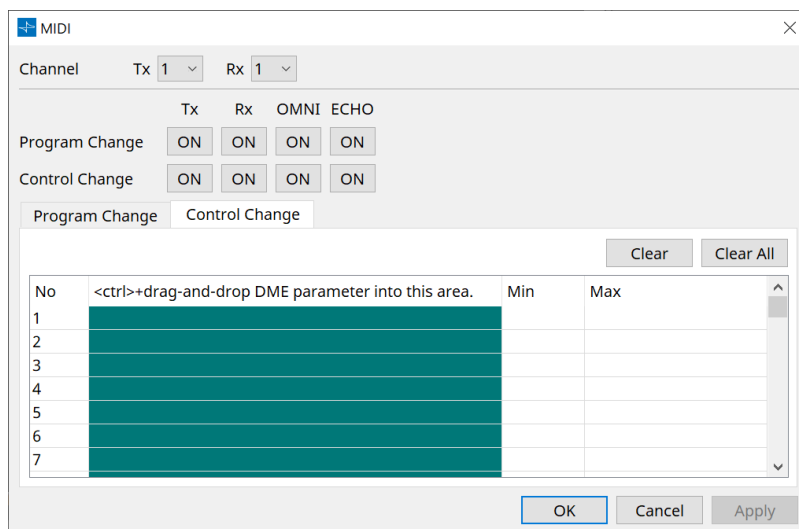 MIDI
Channel Tx 1 Rx 1
Tx Rx OMNI ECHO
Program Change ON ON ON ON
Control Change ON ON ON ON
Program Change Control Change
Clear Clear All
No <ctrl>+drag-and-drop DME parameter into this area. Min Max
1
2
3
4
5
6
7
OK Cancel Apply